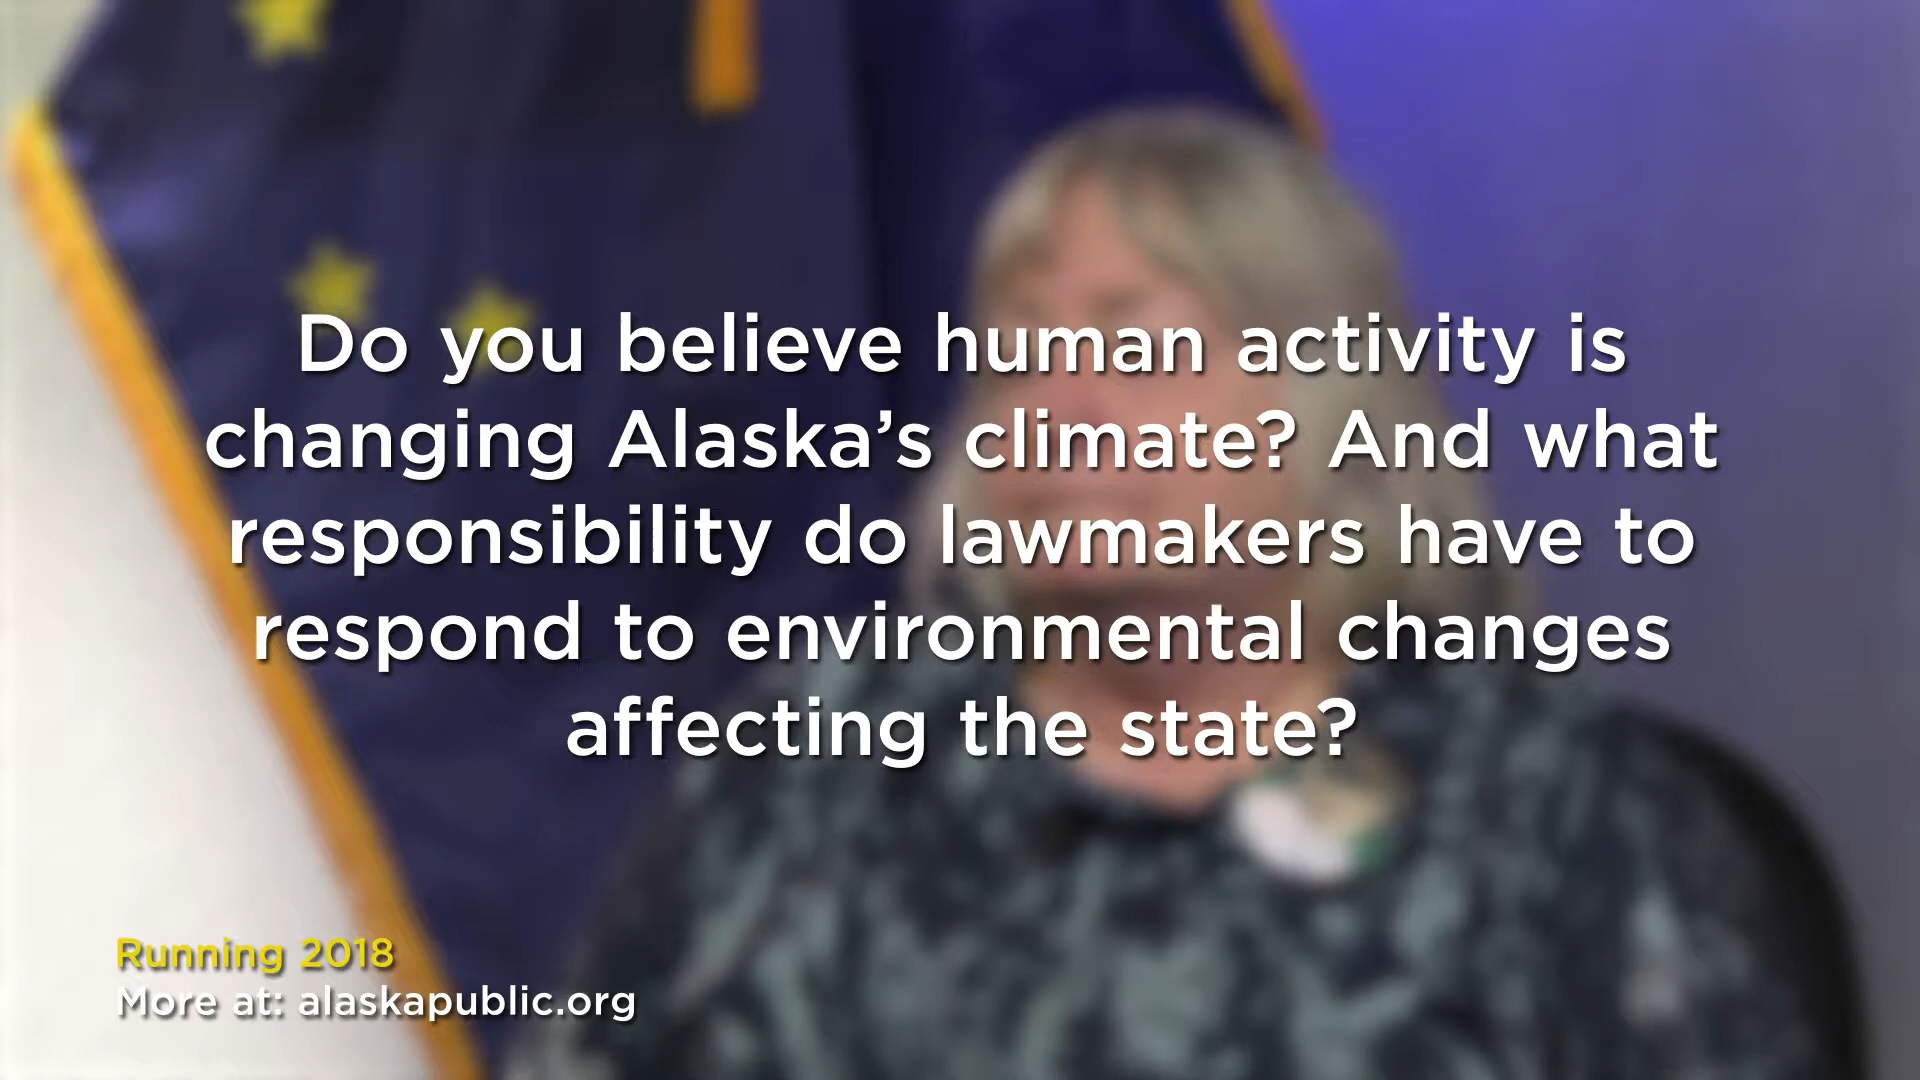 Do you believe human activity is
changing Alaska’s climate? And what
responsibility do lawmakers have to
respond to environmental changes
affecting the state?
Running 2018
More at: alaskapublic.org